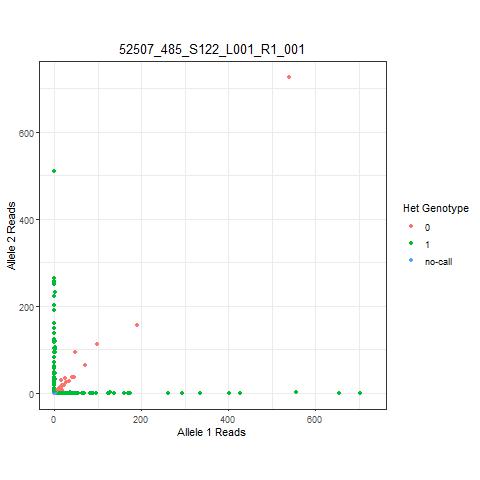 52507_485_S122_L001_R1_001
600
400
200
0
0 200 400 600
Allele 1 Reads
Allele 2 Reads
Het Genotype
0
1
no-call